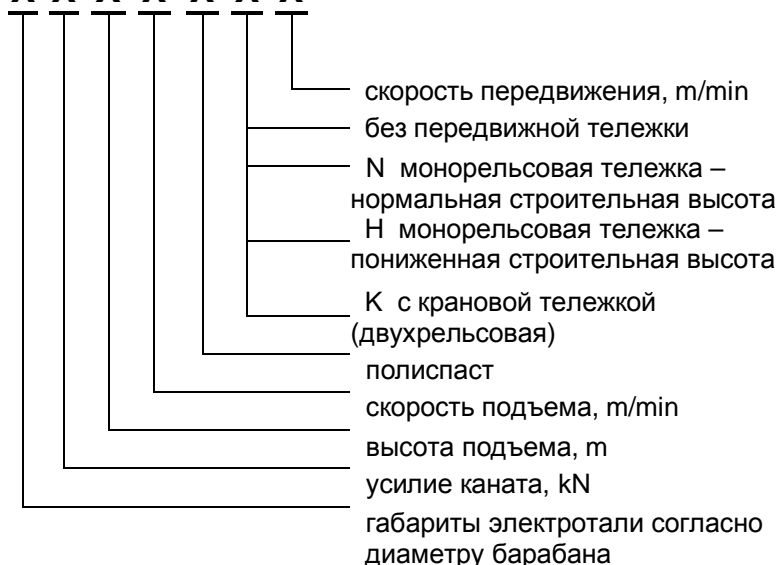 скорость передвижения, m/min
без передвижной тележки
N монорельсовая тележка –
нормальная строительная высота
H монорельсовая тележка –
пониженная строительная высота
K с крановой тележкой
(двухрельсовая)
полиспаст
скорость подъема, m/min
высота подъема, m
усилие каната, kN
габариты электротали согласно
диаметру барабана